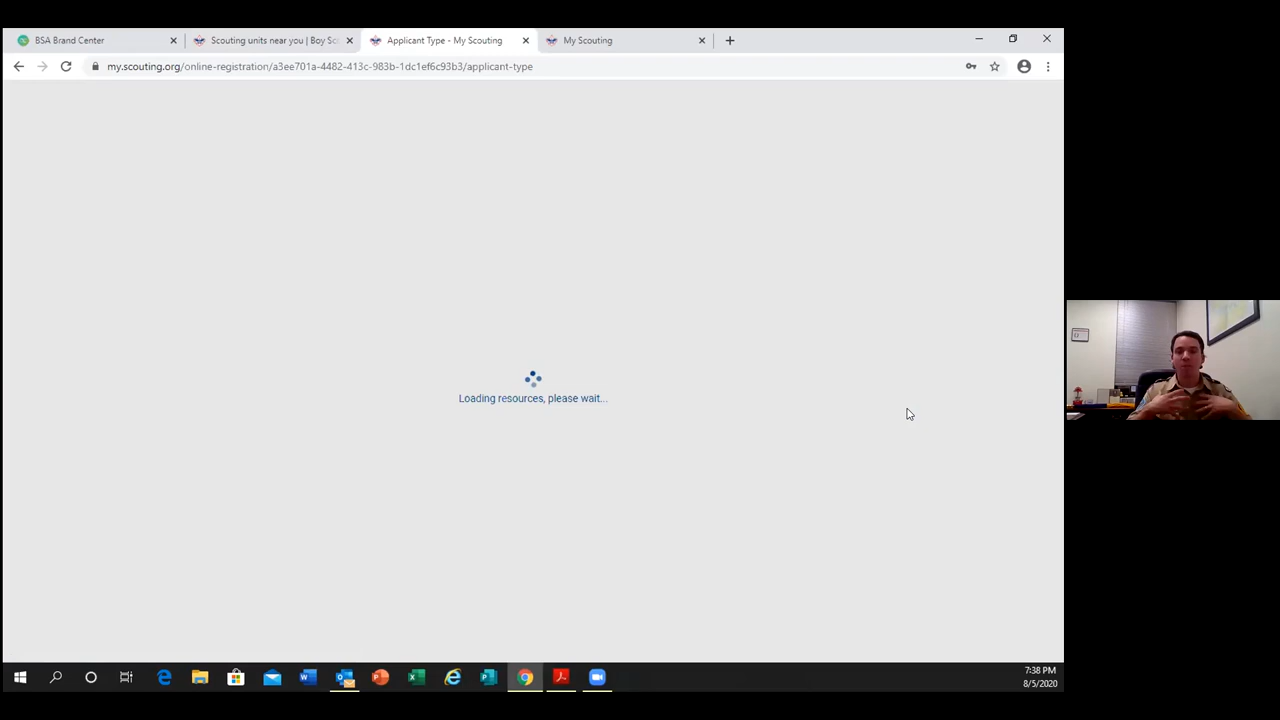 BSA Brand Center
Scouting units near you | Boy Sc
Applicant Type - My Scouting
My Scouting
my.scouting.org/online-registration/a3ee701a-4482-413c-983b-1dc1ef6c93b3/applicant-type
Loading resources, please wait...
7:38 PM
8/5/2020